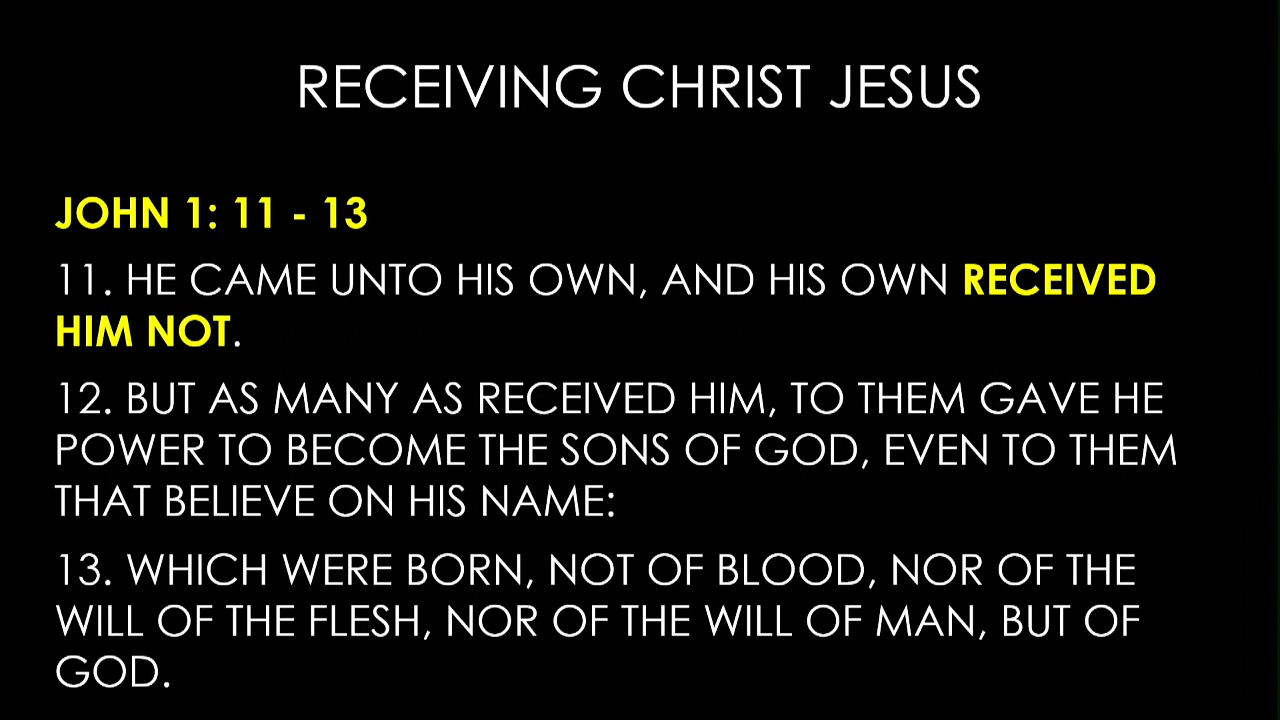 RECEIVING CHRIST JESUS
JOHN 1: 11 - 13
11. HE CAME UNTO HIS OWN, AND HIS OWN RECEIVED
HIM NOT.
12. BUT AS MANY AS RECEIVED HIM, TO THEM GAVE HE
POWER TO BECOME THE SONS OF GOD, EVEN TO THEM
THAT BELIEVE ON HIS NAME:
13. WHICH WERE BORN, NOT OF BLOOD, NOR OF THE
WILL OF THE FLESH, NOR OF THE WILL OF MAN, BUT OF
GOD.